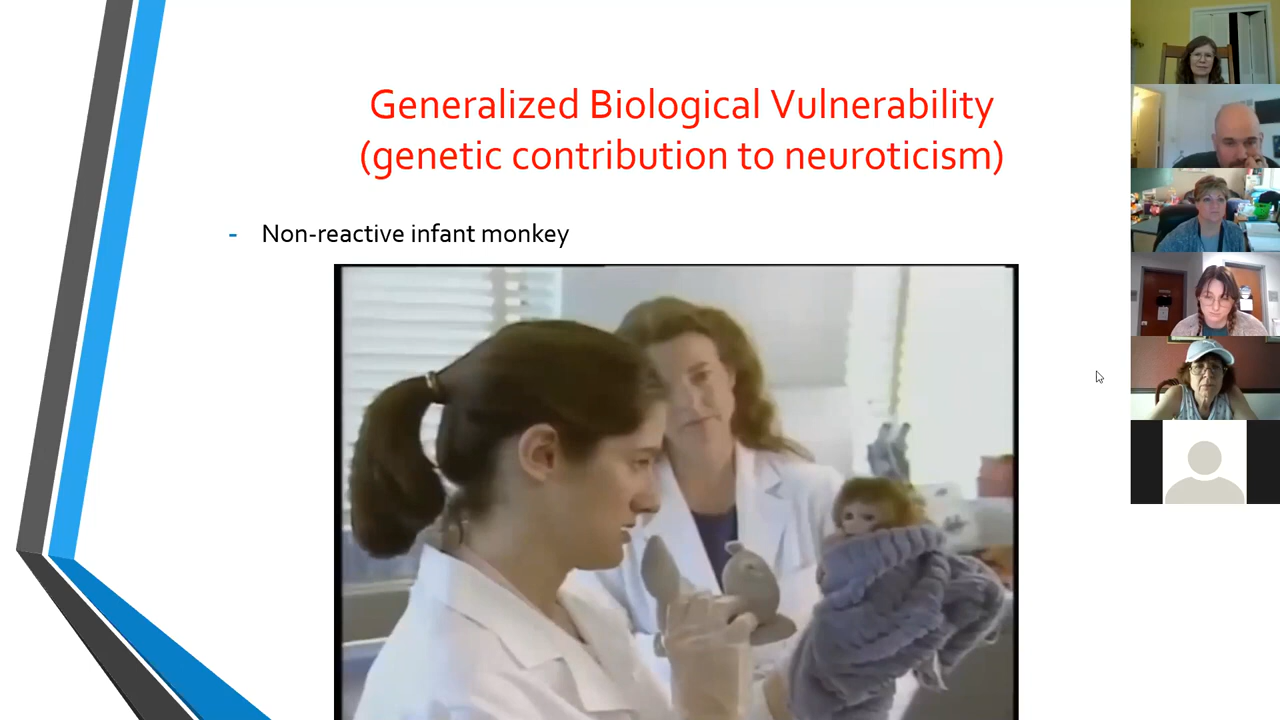 Generalized Biological Vulnerability
(genetic contribution to neuroticism)
- Non-reactive infant monkey